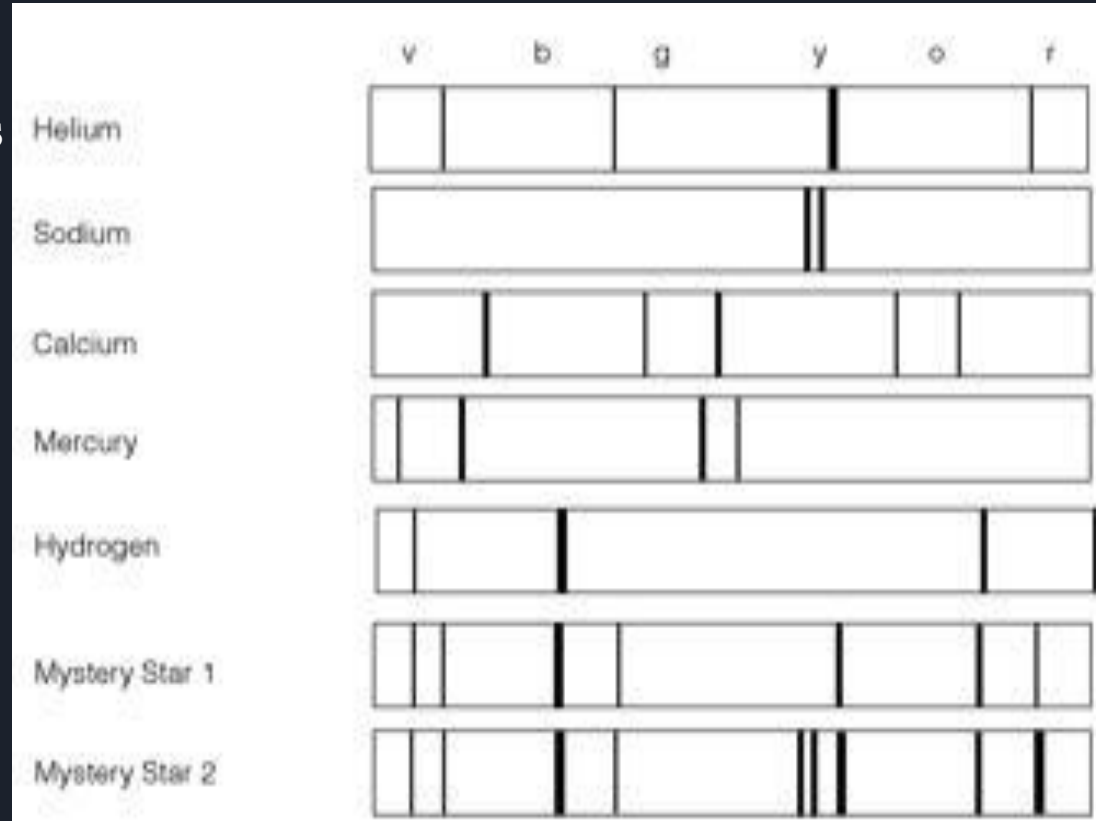 v b g y o r
s
Helium
Sodium
Calcium
Mercury
Hydrogen
Mystery Star 1
Mystery Star 2